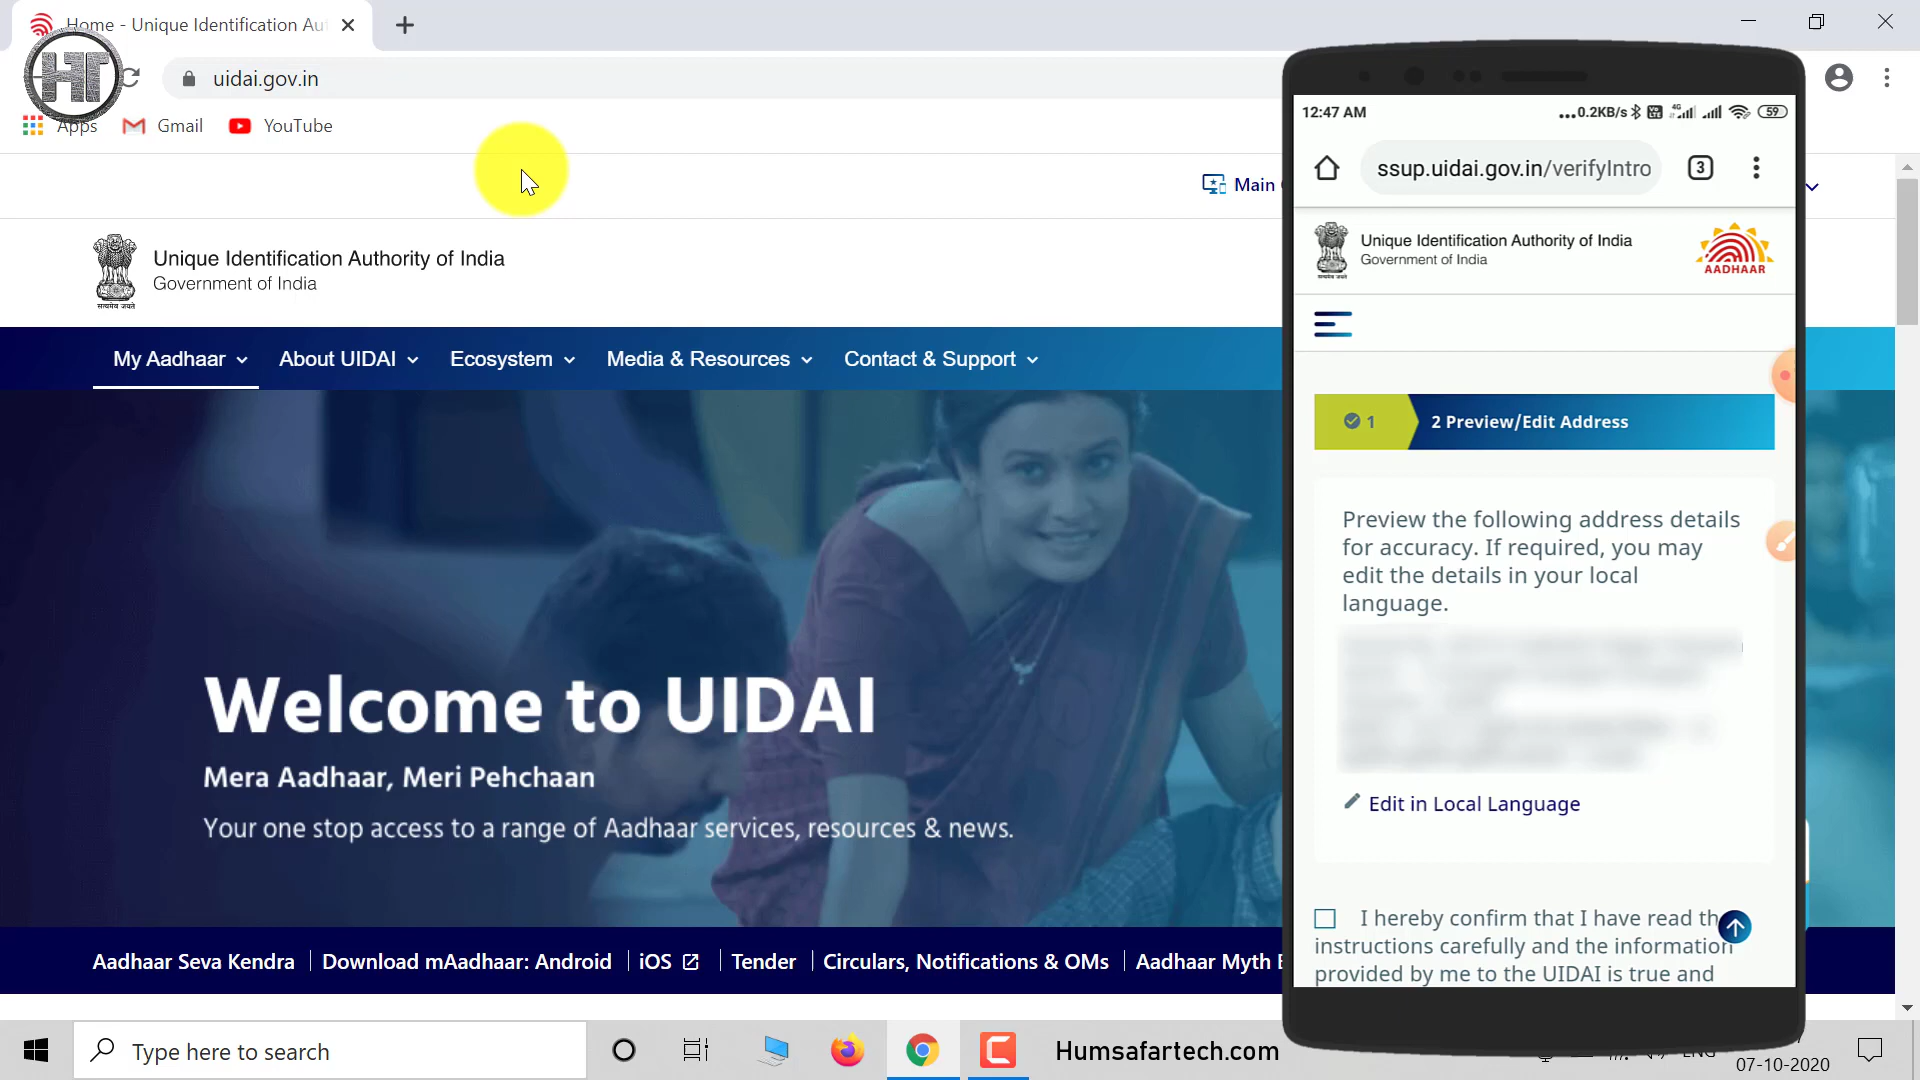 Home - Unique Identification Au
HT
uidai.gov.in
Apps
Gmail
YouTube
Main
Unique Identification Authority of India
Government of India
सत्यमेव जयते
My Aadhaar
About UIDAI
Ecosystem
Media & Resources
Contact & Support
Welcome to UIDAI
Mera Aadhaar, Meri Pehchaan
Your one stop access to a range of Aadhaar services, resources & news.
Aadhaar Seva Kendra
Download mAadhaar: Android
iOS
Tender
Circulars, Notifications & OMs
Aadhaar Myth
12:47 AM
...0.2KB/s
4G
59
ssup.uidai.gov.in/verifyIntro
3
Unique Identification Authority of India
Government of India
AADHAAR
1
2 Preview/Edit Address
Preview the following address details
for accuracy. If required, you may
edit the details in your local
language.
Edit in Local Language
I hereby confirm that I have read
instructions carefully and the information
provided by me to the UIDAI is true and
Type here to search
Humsafartech.com
ENG
07-10-2020